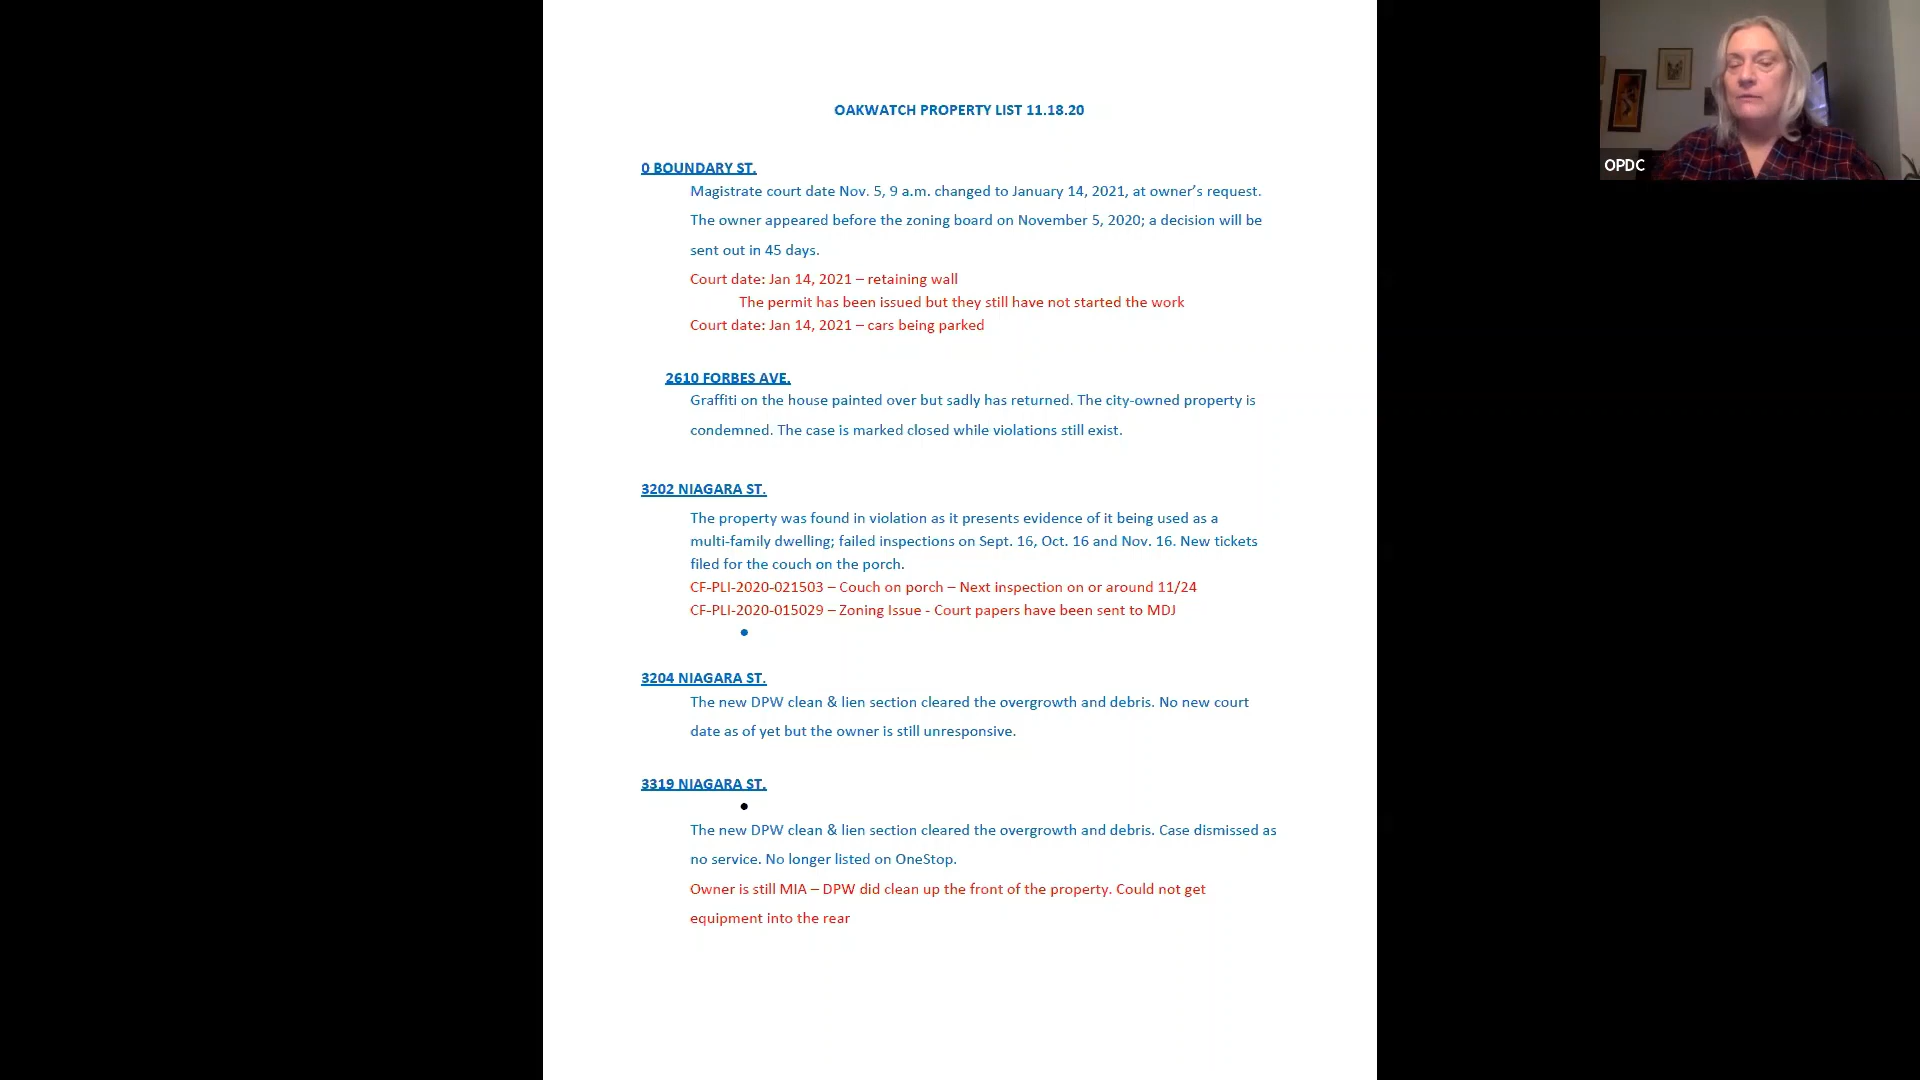 OAKWATCH PROPERTY LIST 11.18.20
0 BOUNDARY ST.
Magistrate court date Nov. 5, 9 a.m. changed to January 14, 2021, at owner’s request.
The owner appeared before the zoning board on November 5, 2020; a decision will be
sent out in 45 days.
Court date: Jan 14, 2021 – retaining wall
The permit has been issued but they still have not started the work
Court date: Jan 14, 2021 – cars being parked
2610 FORBES AVE.
Graffiti on the house painted over but sadly has returned. The city-owned property is
condemned. The case is marked closed while violations still exist.
3202 NIAGARA ST.
The property was found in violation as it presents evidence of it being used as a
multi-family dwelling; failed inspections on Sept. 16, Oct. 16 and Nov. 16. New tickets
filed for the couch on the porch.
CF-PLI-2020-021503 – Couch on porch – Next inspection on or around 11/24
CF-PLI-2020-015029 – Zoning Issue - Court papers have been sent to MDJ
•
3204 NIAGARA ST.
The new DPW clean & lien section cleared the overgrowth and debris. No new court
date as of yet but the owner is still unresponsive.
3319 NIAGARA ST.
•
The new DPW clean & lien section cleared the overgrowth and debris. Case dismissed as
no service. No longer listed on OneStop.
Owner is still MIA – DPW did clean up the front of the property. Could not get
equipment into the rear
OPDC